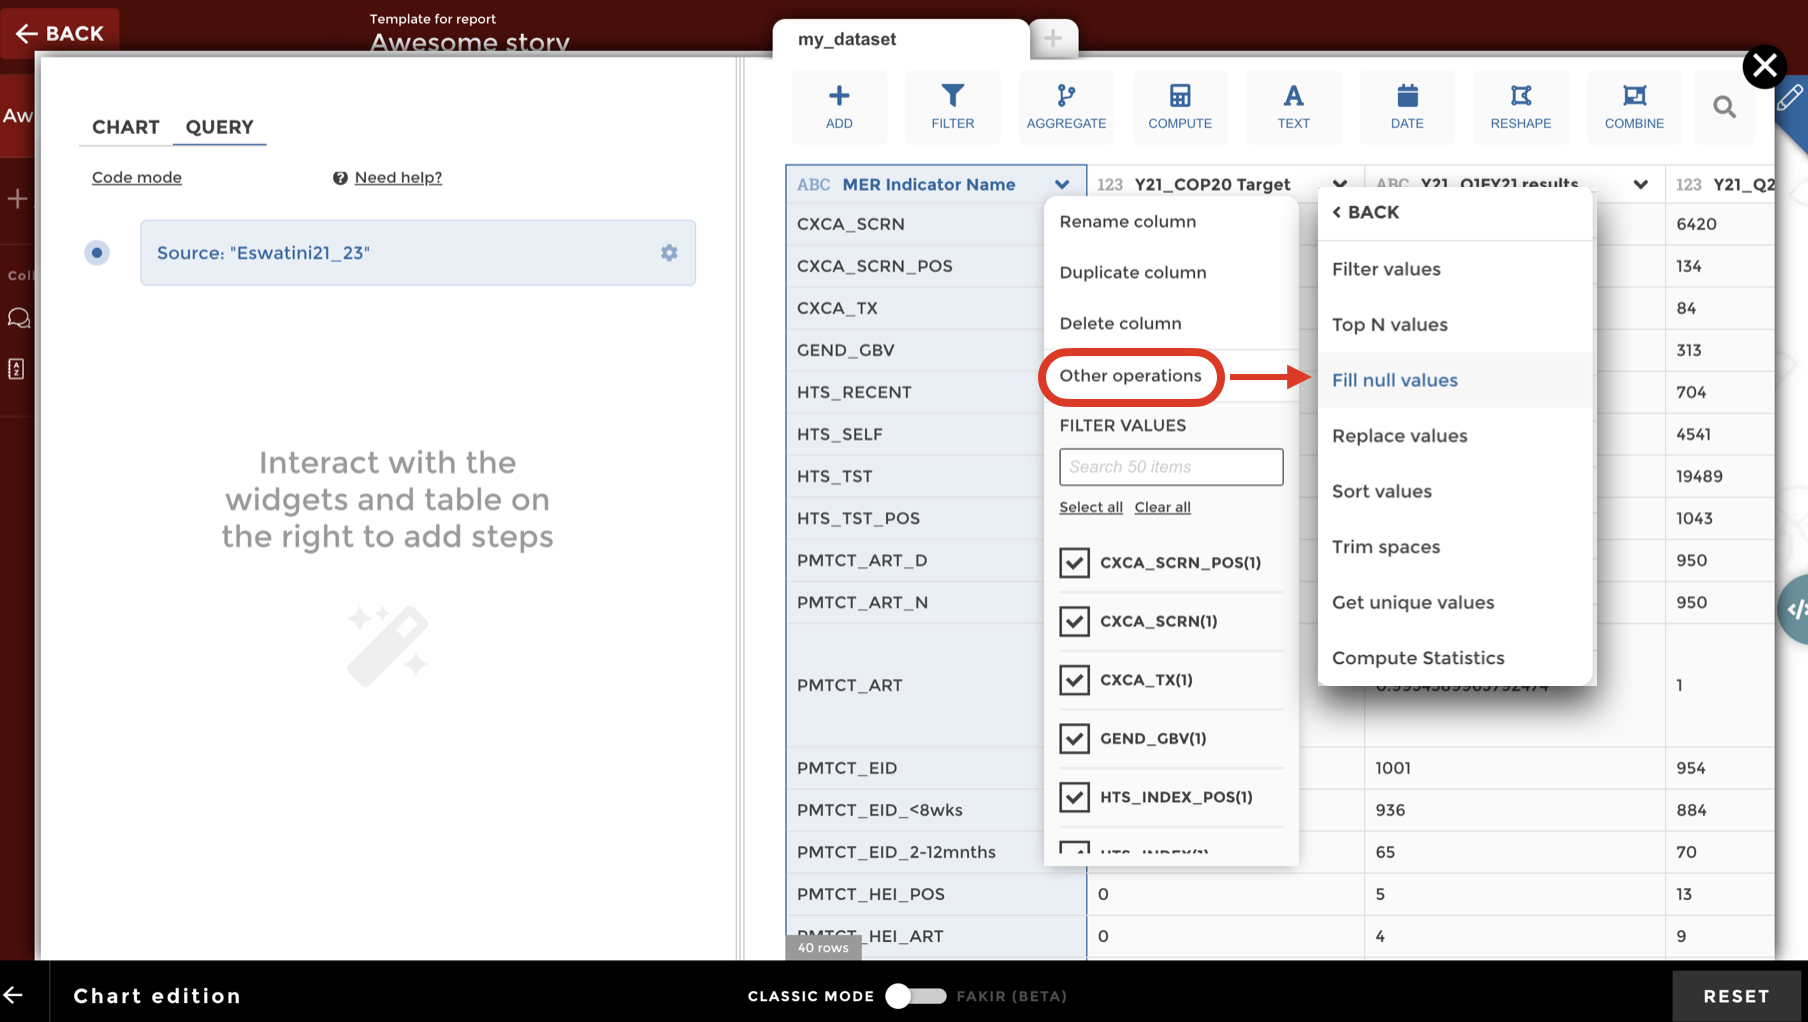 BACK
Template for report
Awesome story
my_dataset
Aw
Coll
CHART
QUERY
Code mode
Need help?
Source: "Eswatini21_23"
Interact with the
widgets and table on
the right to add steps
ADD
FILTER
AGGREGATE
COMPUTE
TEXT
DATE
RESHAPE
COMBINE
ABC MER Indicator Name
123 Y21_COP20 Target
ABC Y21_Q1FY21 results
123 Y21_Q2
CXCA_SCRN
6420
CXCA_SCRN_POS
134
CXCA_TX
84
GEND_GBV
313
HTS_RECENT
704
HTS_SELF
4541
HTS_TST
19489
HTS_TST_POS
1043
PMTCT_ART_D
950
PMTCT_ART_N
950
PMTCT_ART
1
PMTCT_EID
1001
954
PMTCT_EID_<8wks
936
884
PMTCT_EID_2-12mnths
65
70
PMTCT_HEI_POS
0
5
13
PMTCT_HEI_ART
0
4
9
40 rows
Rename column
Duplicate column
Delete column
Other operations
FILTER VALUES
Search 50 items
Select all Clear all
CXCA_SCRN_POS(1)
CXCA_SCRN(1)
CXCA_TX(1)
GEND_GBV(1)
HTS_INDEX_POS(1)
HTS_INDEX(1)
< BACK
Filter values
Top N values
Fill null values
Replace values
Sort values
Trim spaces
Get unique values
Compute Statistics
Chart edition
CLASSIC MODE
FAKIR (BETA)
RESET